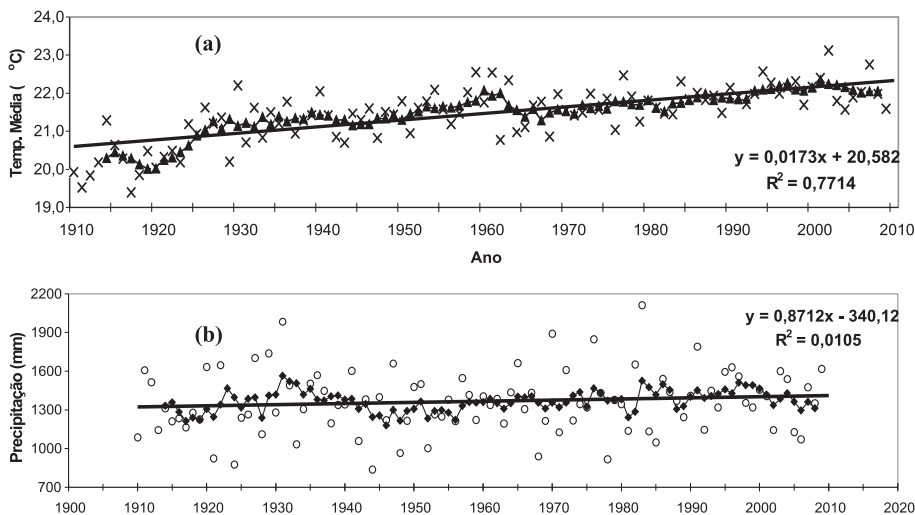 24,0
23,0
22,0
21,0
20,0
19,0
Temp. Média ( °C)
(a)
y = 0,0173x + 20,582
R² = 0,7714
1910 1920 1930 1940 1950 1960 1970 1980 1990 2000 2010
Ano
2200
1900
1600
1300
1000
700
Precipitação (mm)
(b)
y = 0,8712x - 340,12
R² = 0,0105
1900 1910 1920 1930 1940 1950 1960 1970 1980 1990 2000 2010 2020